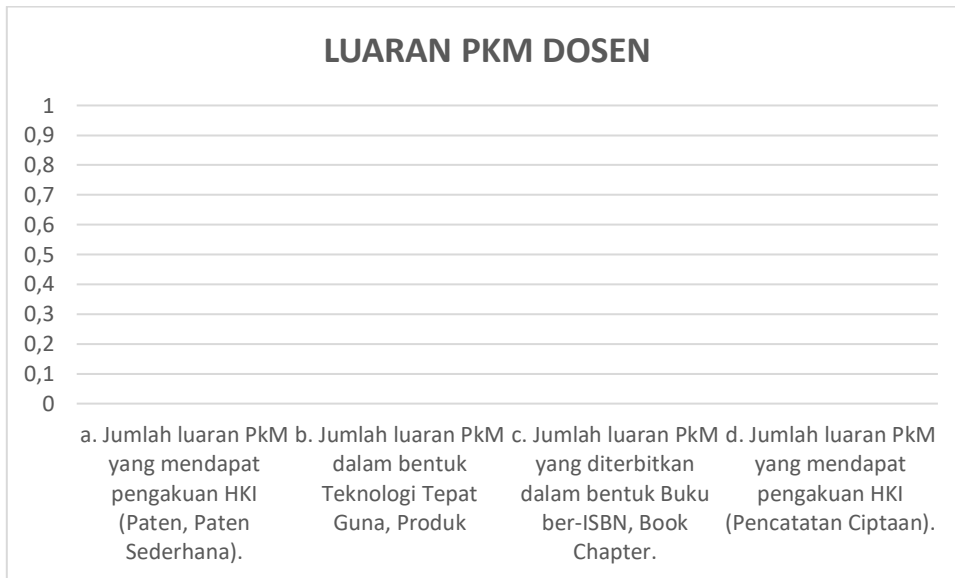 LUARAN PKM DOSEN
1
0,9
0,8
0,7
0,6
0,5
0,4
0,3
0,2
0,1
0
a. Jumlah luaran PkM
yang mendapat
pengakuan HKI
(Paten, Paten
Sederhana).
b. Jumlah luaran PkM
dalam bentuk
Teknologi Tepat
Guna, Produk
c. Jumlah luaran PkM
yang diterbitkan
dalam bentuk Buku
ber-ISBN, Book
Chapter.
d. Jumlah luaran PkM
yang mendapat
pengakuan HKI
(Pencatatan Ciptaan).